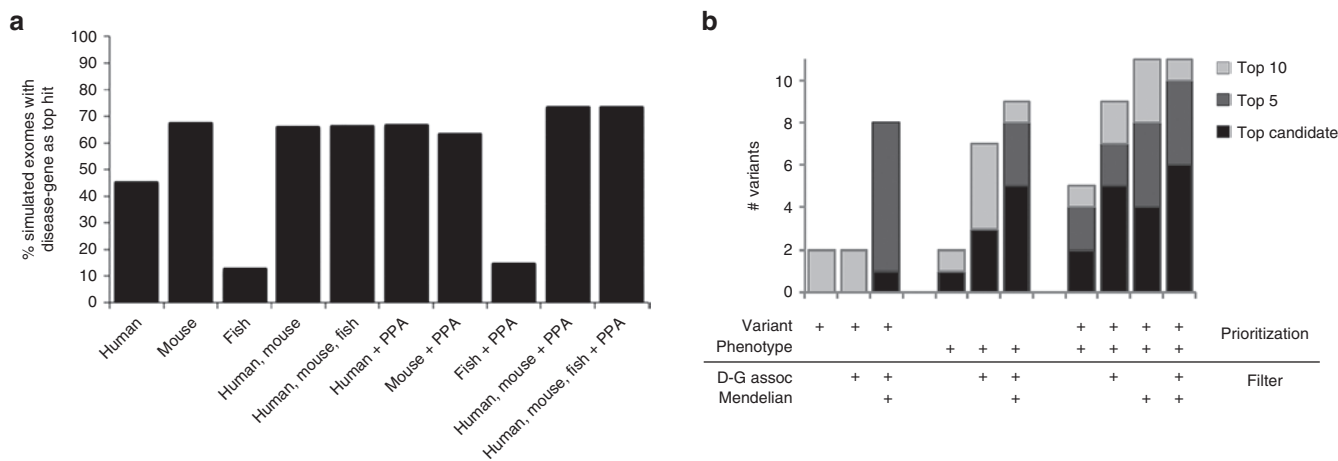 a
% simulated exomes with
disease-gene as top hit
100
90
80
70
60
50
40
30
20
10
0
Human
Mouse
Fish
Human, mouse
Human, mouse, fish
Human + PPA
Mouse + PPA
Fish + PPA
Human, mouse + PPA
Human, mouse, fish + PPA
b
# variants
10
8
6
4
2
0
Top 10
Top 5
Top candidate
Variant + + + + + + + Prioritization
Phenotype + + + + + + +
D-G assoc + + + + + + Filter
Mendelian + + + +